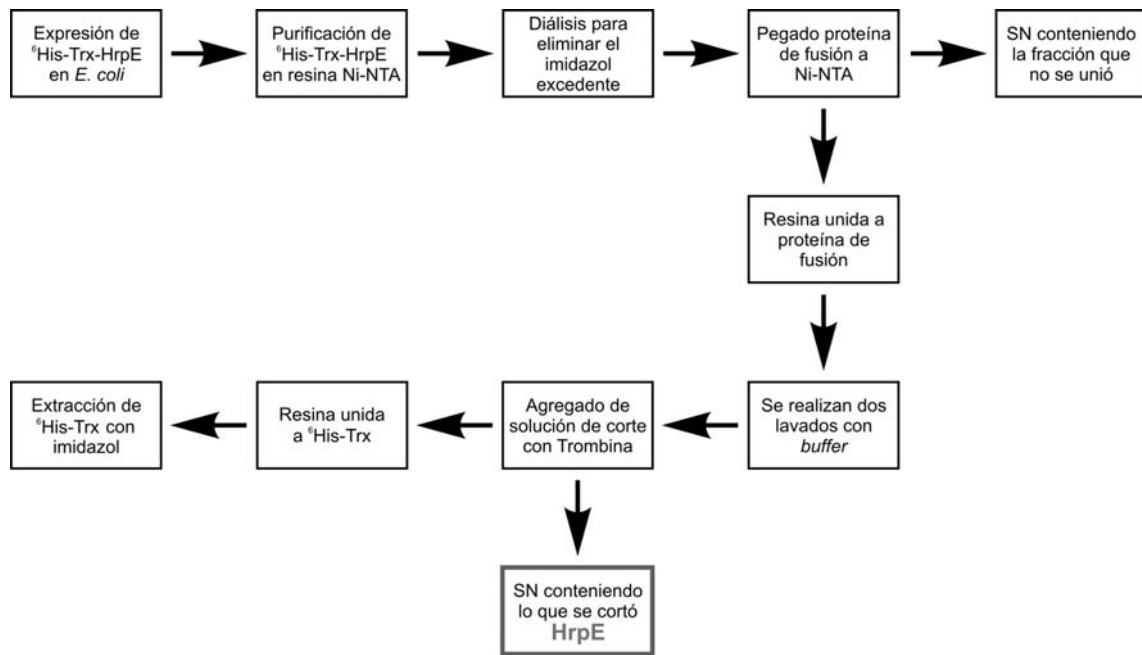 Expresión de
⁶His-Trx-HrpE
en E. coli
Purificación de
⁶His-Trx-HrpE
en resina Ni-NTA
Diálisis para
eliminar el
imidazol
excedente
Pegado proteína
de fusión a
Ni-NTA
SN conteniendo
la fracción que
no se unió
Resina unida a
proteína de
fusión
Se realizan dos
lavados con
buffer
Agregado de
solución de corte
con Trombina
Resina unida
a ⁶His-Trx
Extracción de
⁶His-Trx con
imidazol
SN conteniendo
lo que se cortó
HrpE